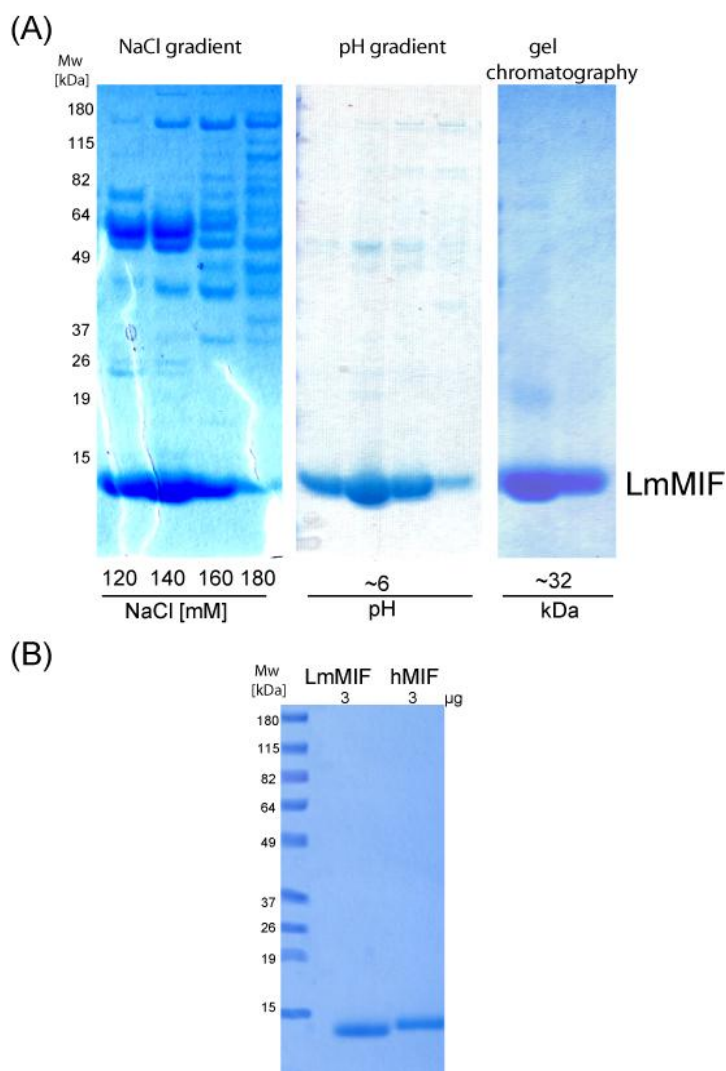 (A)
NaCl gradient
pH gradient
gel
chromatography
Mw
[kDa]
180
115
82
64
49
37
26
19
15
LmMIF
120 140 160 180
NaCl [mM]
~6
pH
~32
kDa
(B)
Mw
[kDa]
LmMIF hMIF
3 3 µg
180
115
82
64
49
37
26
19
15